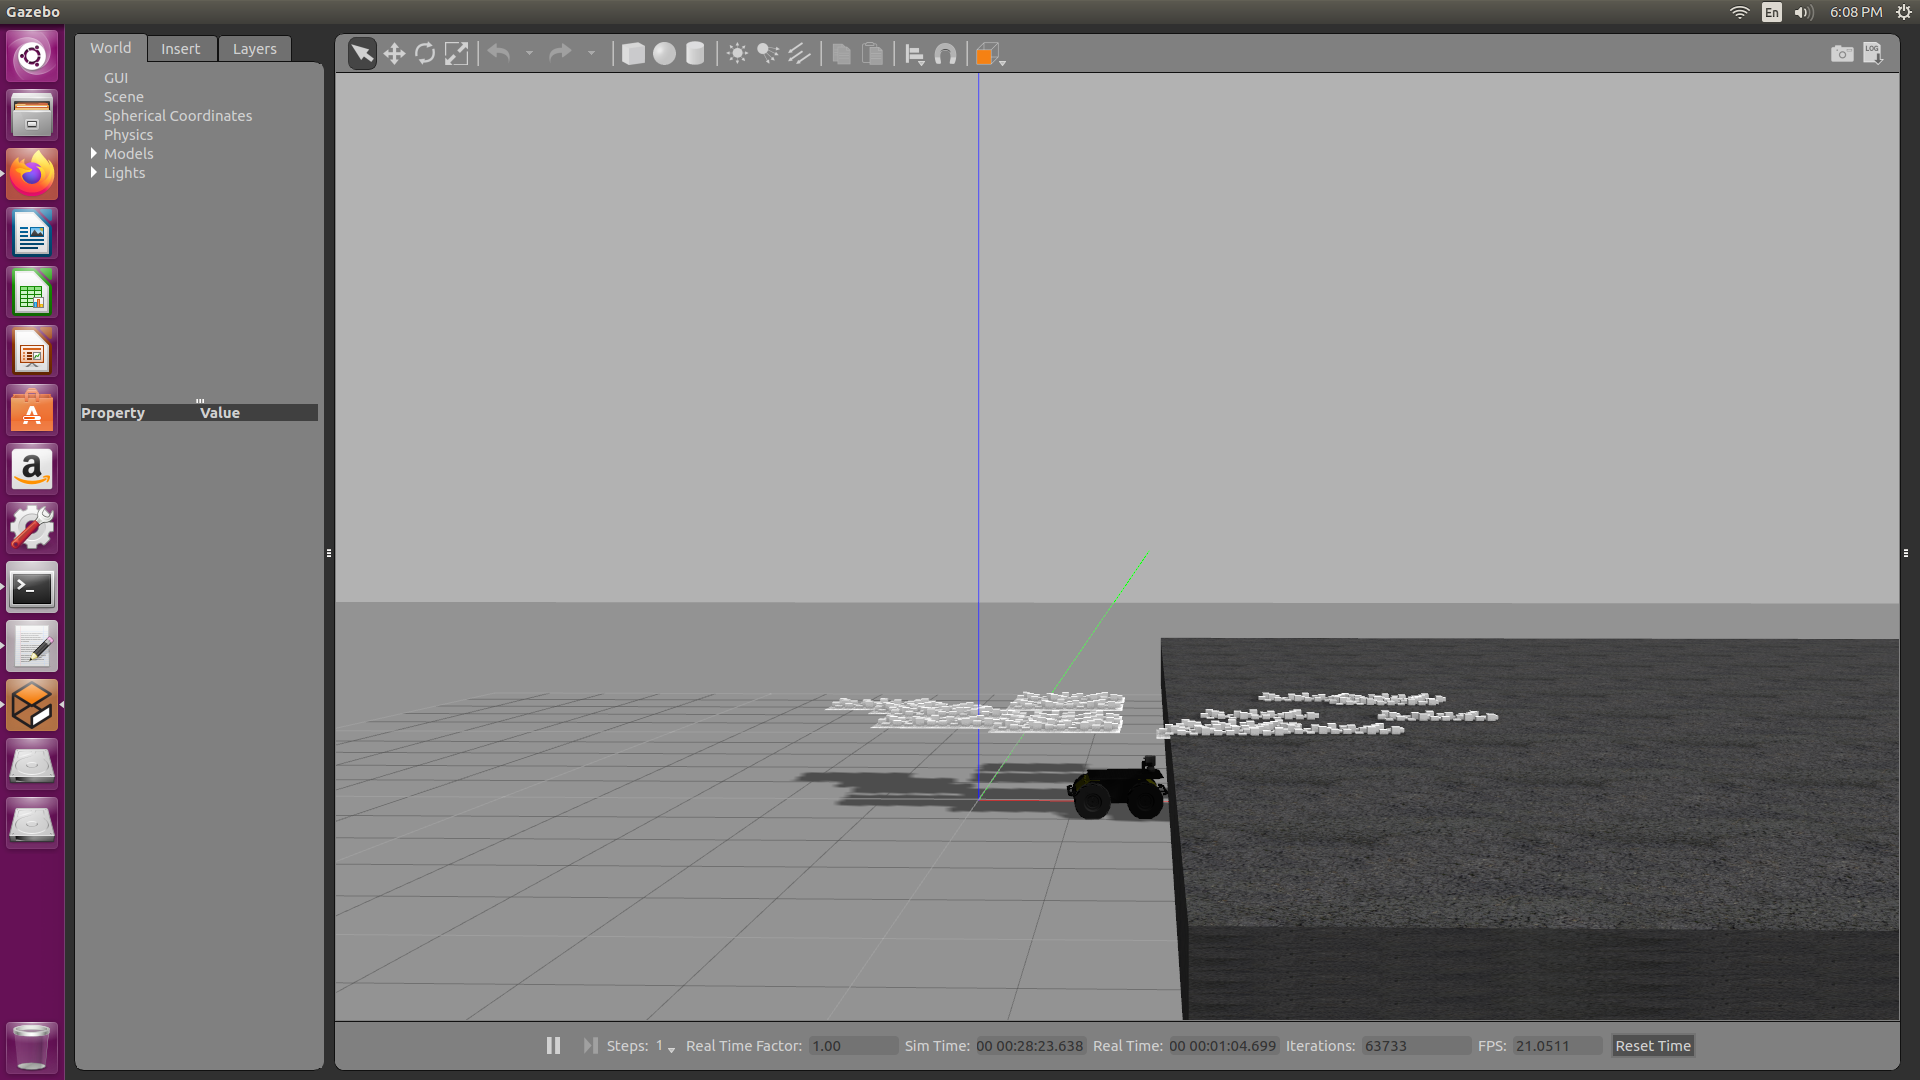 Gazebo
En
6:08 PM
World Insert Layers
LOG
GUI
Scene
Spherical Coordinates
Physics
Models
Lights
Property Value
Steps: 1 Real Time Factor: 1.00 Sim Time: 00 00:28:23.638 Real Time: 00 00:01:04.699 Iterations: 63733 FPS: 21.0511 Reset Time